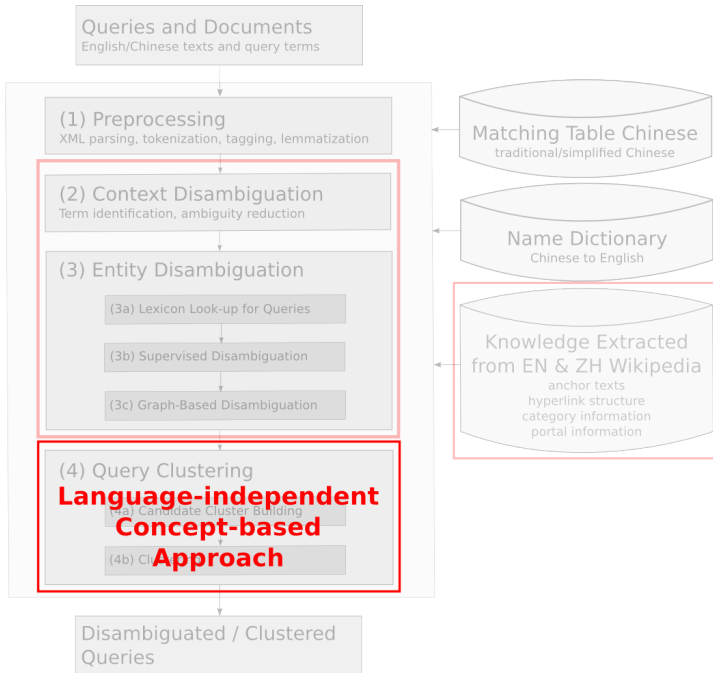 Queries and Documents
English/Chinese texts and query terms
(1) Preprocessing
XML parsing, tokenization, tagging, lemmatization
(2) Context Disambiguation
Term identification, ambiguity reduction
(3) Entity Disambiguation
(3a) Lexicon Look-up for Queries
(3b) Supervised Disambiguation
(3c) Graph-Based Disambiguation
(4) Query Clustering
Language-independent
(4a) Candidate Cluster Building
Concept-based
Approach
(4b)
Disambiguated / Clustered
Queries
Matching Table Chinese
traditional/simplified Chinese
Name Dictionary
Chinese to English
Knowledge Extracted
from EN & ZH Wikipedia
anchor texts
hyperlink structure
category information
portal information